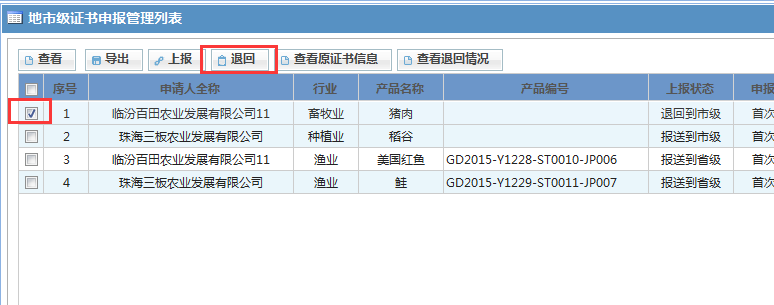 地市级证书申报管理列表
查看 导出 上报 退回 查看原证书信息 查看退回情况
序号 申请人全称 行业 产品名称 产品编号 上报状态 申报
1 临汾百田农业发展有限公司11 畜牧业 猪肉 退回到市级 首次
2 珠海三板农业发展有限公司 种植业 稻谷 报送到市级 首次
3 临汾百田农业发展有限公司11 渔业 美国红鱼 GD2015-Y1228-ST0010-JP006 报送到省级 首次
4 珠海三板农业发展有限公司 渔业 鲑 GD2015-Y1229-ST0011-JP007 报送到省级 首次